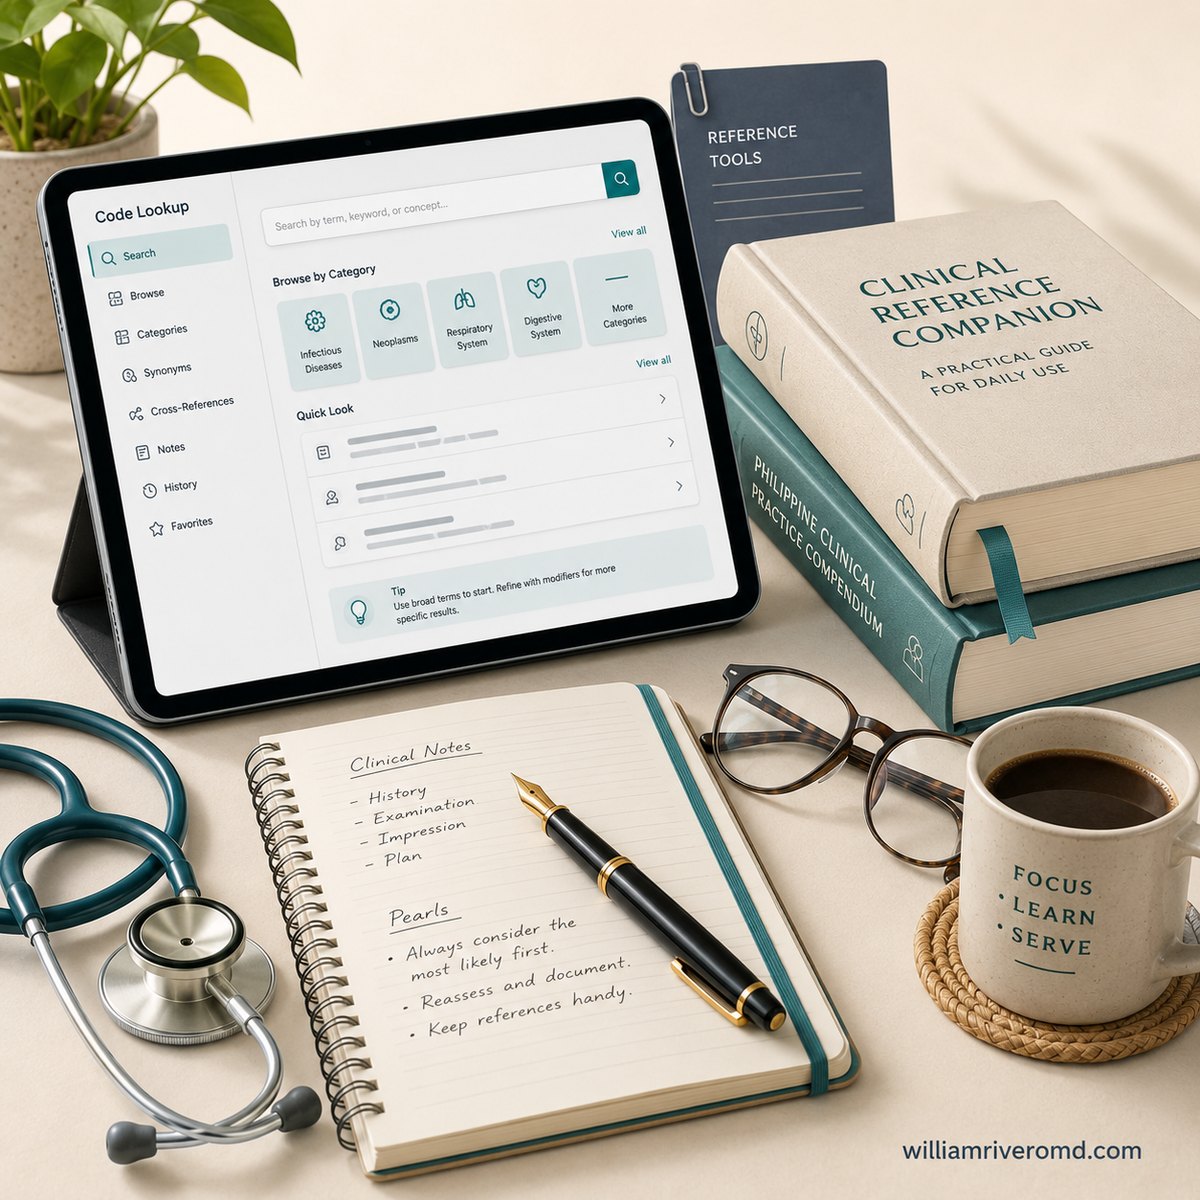 Code Lookup
Search
Browse
Categories
Synonyms
Cross-References
Notes
History
Favorites
Search by term, keyword, or concept...
View all
Browse by Category
Infectious
Diseases
Neoplasms
Respiratory
System
Digestive
System
More
Categories
View all
Quick Look
Tip
Use broad terms to start. Refine with modifiers for more
specific results.
REFERENCE
TOOLS
CLINICAL
REFERENCE
COMPANION
A PRACTICAL GUIDE
FOR DAILY USE
PHILIPPINE CLINICAL
PRACTICE COMPENDIUM
Clinical Notes
- History
- Examination
- Impression
- Plan
Pearls
• Always consider the
most likely first.
• Reassess and document.
• Keep references handy.
FOCUS
• LEARN
• SERVE
williamriveromd.com